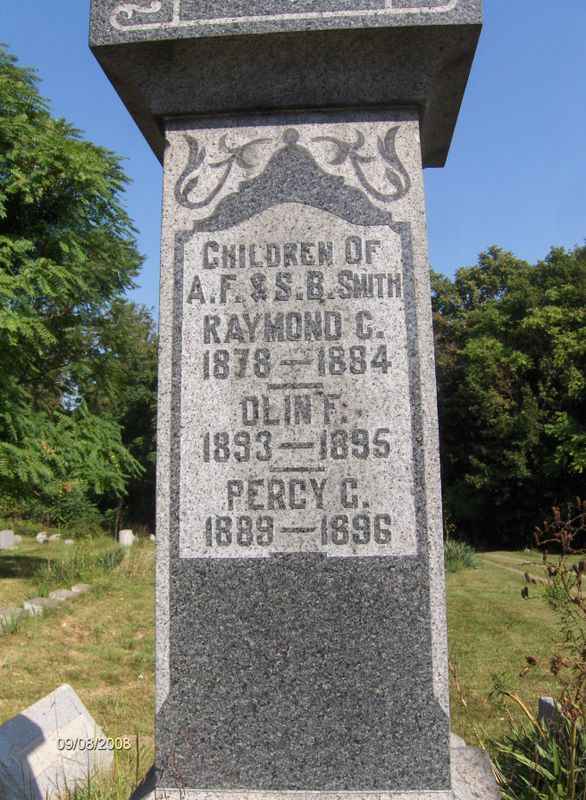 CHILDREN OF
A.F. & S.B. SMITH
RAYMOND C.
1878 — 1884
OLIN F.
1893 — 1895
PERCY C.
1889 — 1896
09/08/2008